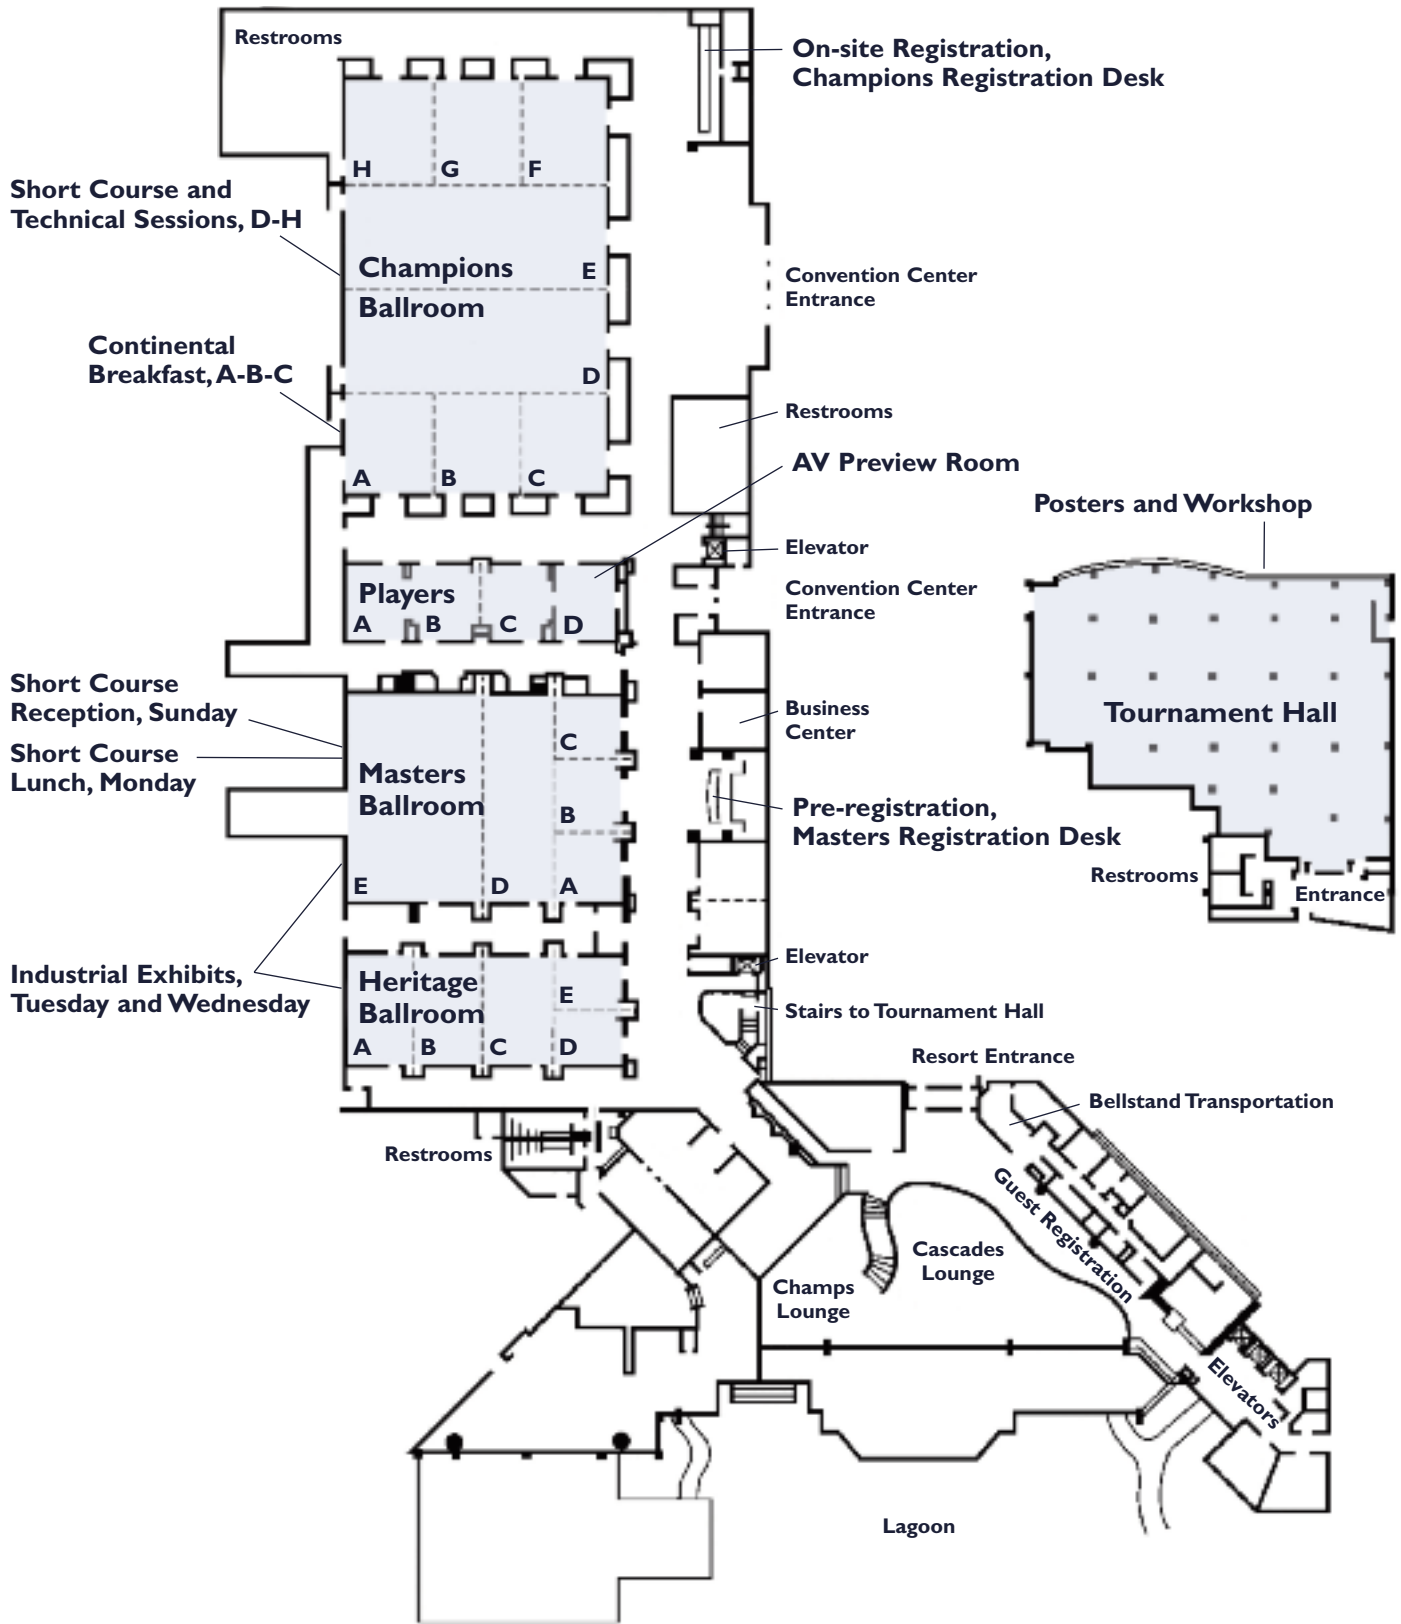 Restrooms
On-site Registration,
Champions Registration Desk
H
G
F
Short Course and
Technical Sessions, D-H
Champions
E
Ballroom
Convention Center
Entrance
Continental
Breakfast, A-B-C
D
Restrooms
AV Preview Room
A
B
C
Posters and Workshop
Elevator
Convention Center
Entrance
Players
A
B
C
D
Short Course
Reception, Sunday
Short Course
Lunch, Monday
Business
Center
Tournament Hall
C
Masters
Ballroom
B
Pre-registration,
Masters Registration Desk
E
D
A
Restrooms
Entrance
Elevator
Industrial Exhibits,
Tuesday and Wednesday
Heritage
Ballroom
E
A
B
C
D
Stairs to Tournament Hall
Resort Entrance
Bellstand Transportation
Restrooms
Guest Registration
Cascades
Lounge
Champs
Lounge
Elevators
Lagoon